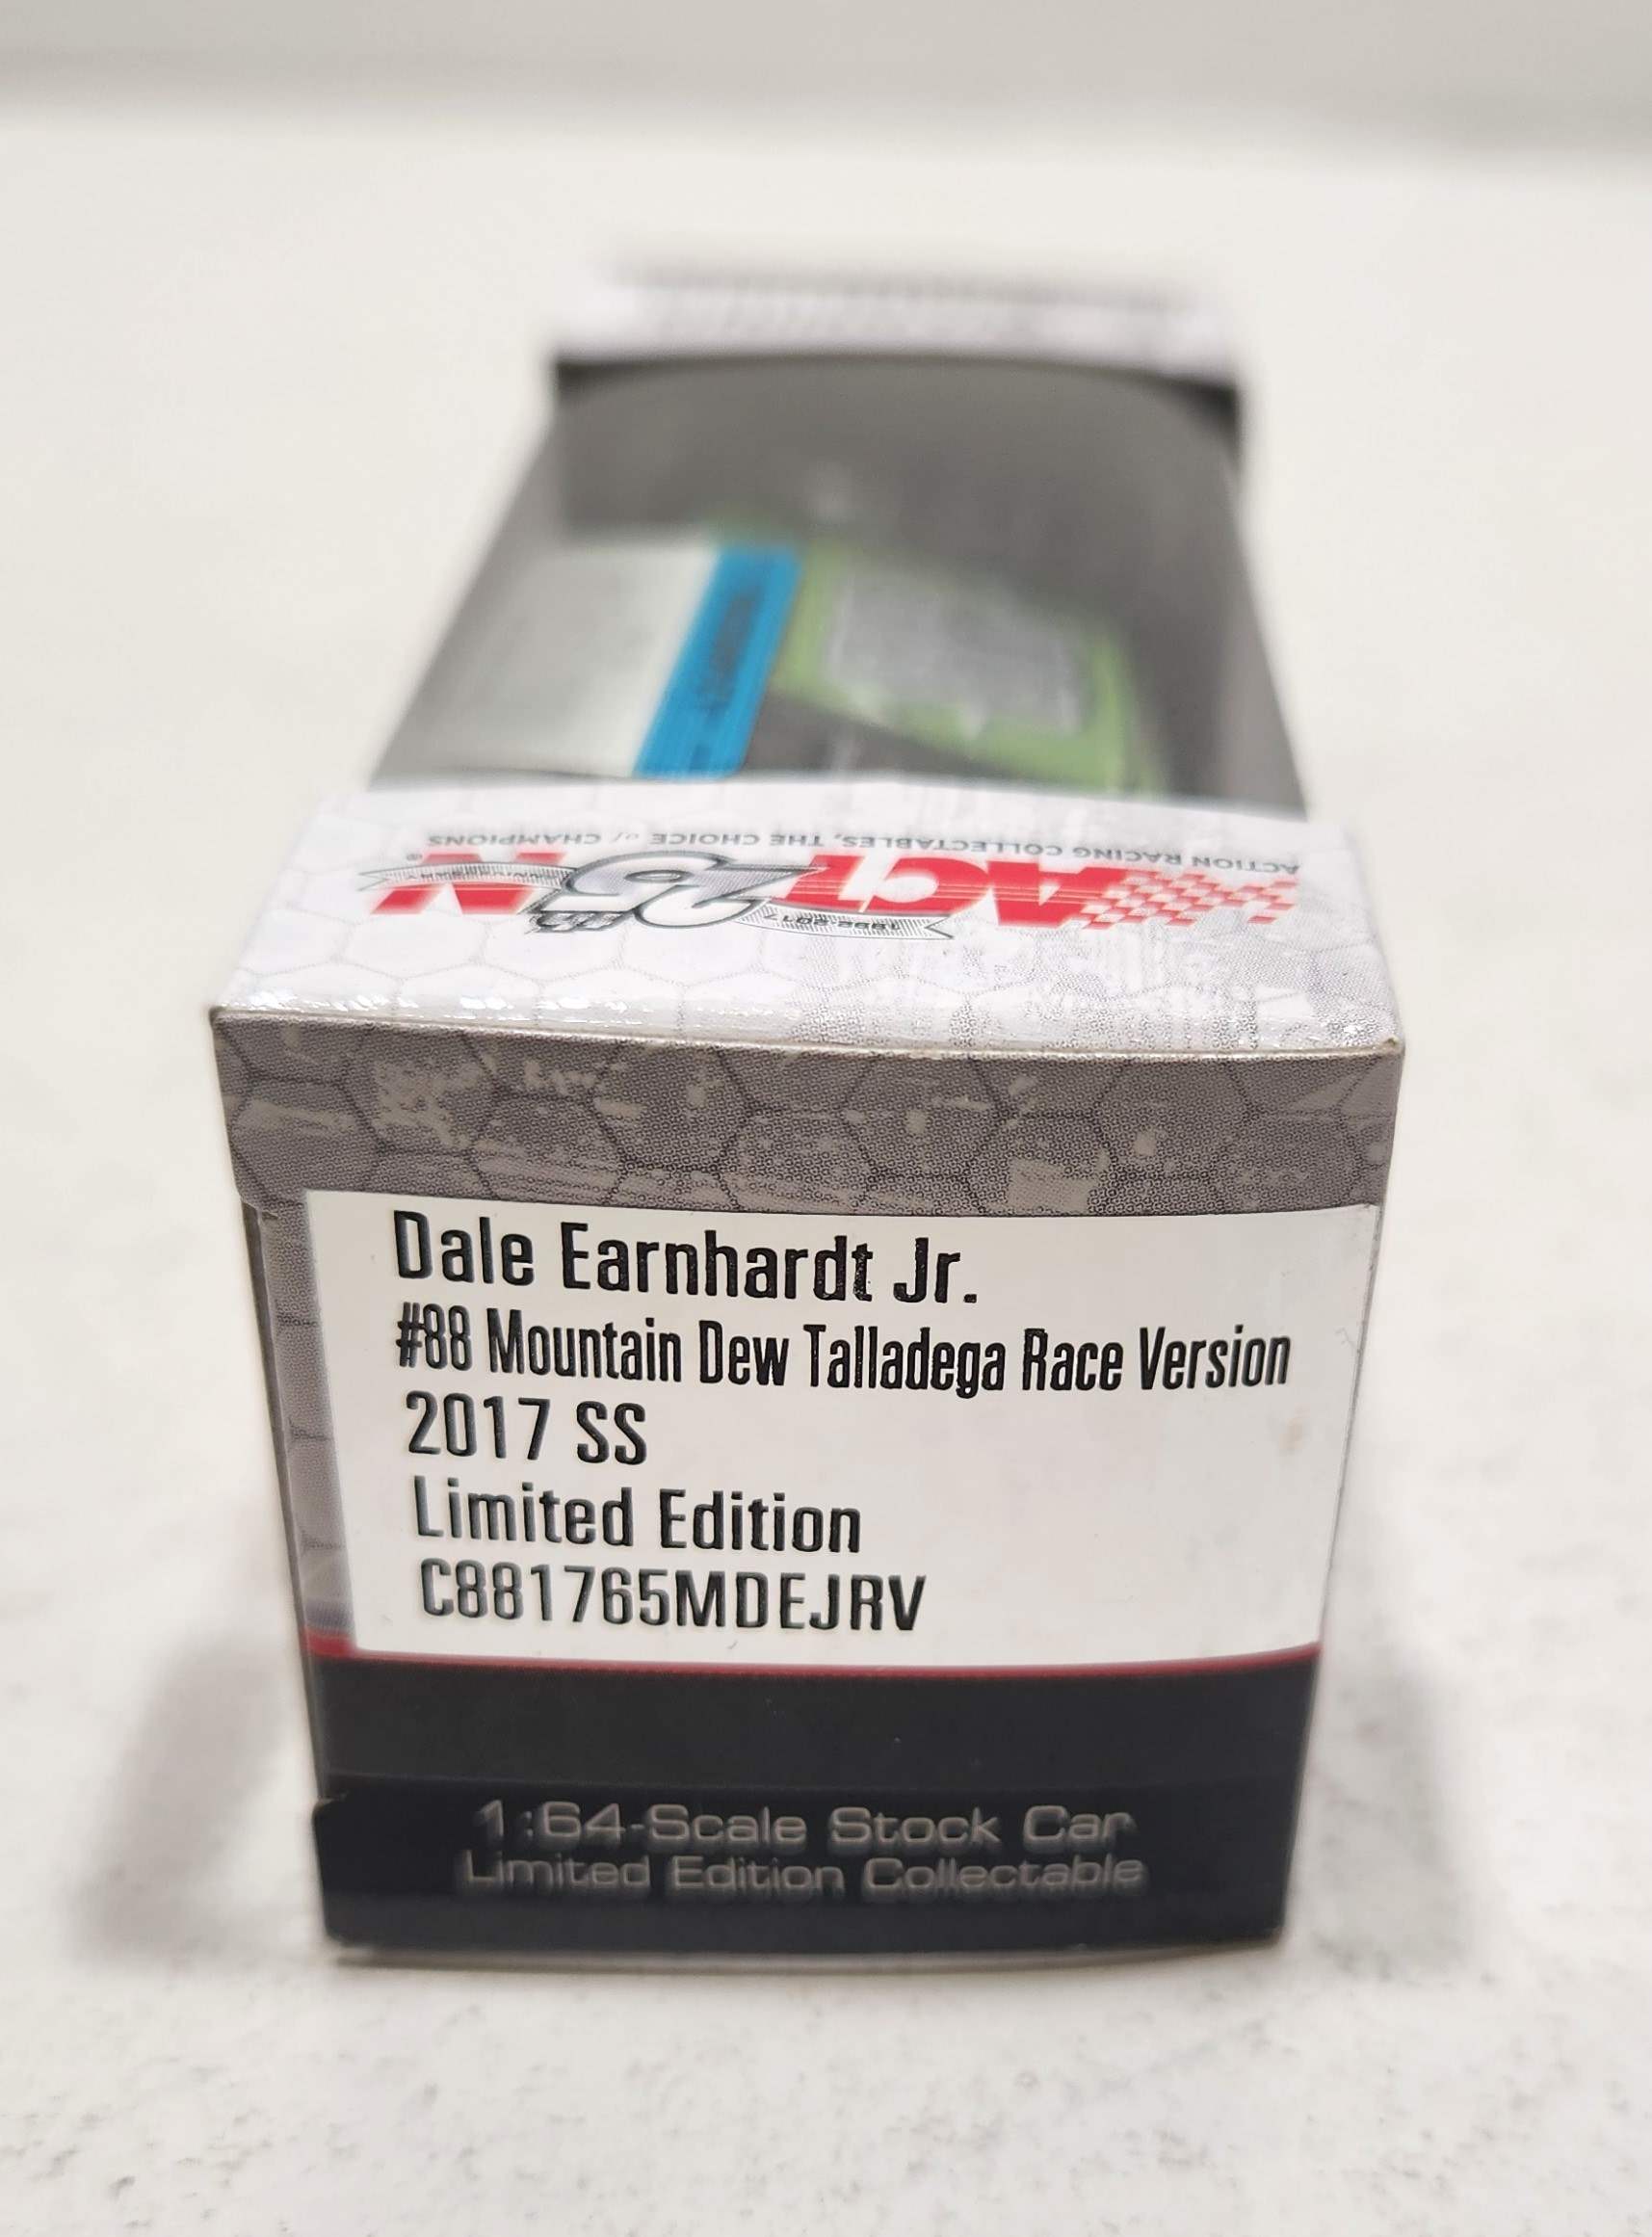 ACTION RACING COLLECTABLES, THE CHOICE of CHAMPIONS
ACTION
25
ANNIVERSARY
1992-2017
Dale Earnhardt Jr.
#88 Mountain Dew Talladega Race Version
2017 SS
Limited Edition
C881765MDEJRV
1:64-Scale Stock Car
Limited Edition Collectable